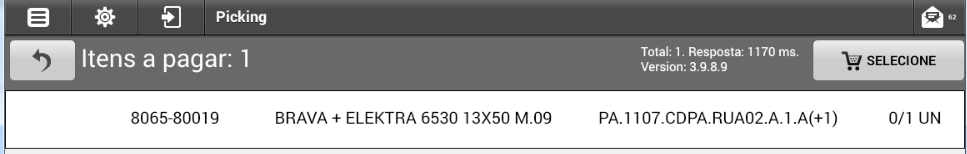 Picking
62
Itens a pagar: 1
Total: 1. Resposta: 1170 ms.
Version: 3.9.8.9
SELECIONE
8065-80019 BRAVA + ELEKTRA 6530 13X50 M.09 PA.1107.CDPA.RUA02.A.1.A(+1) 0/1 UN